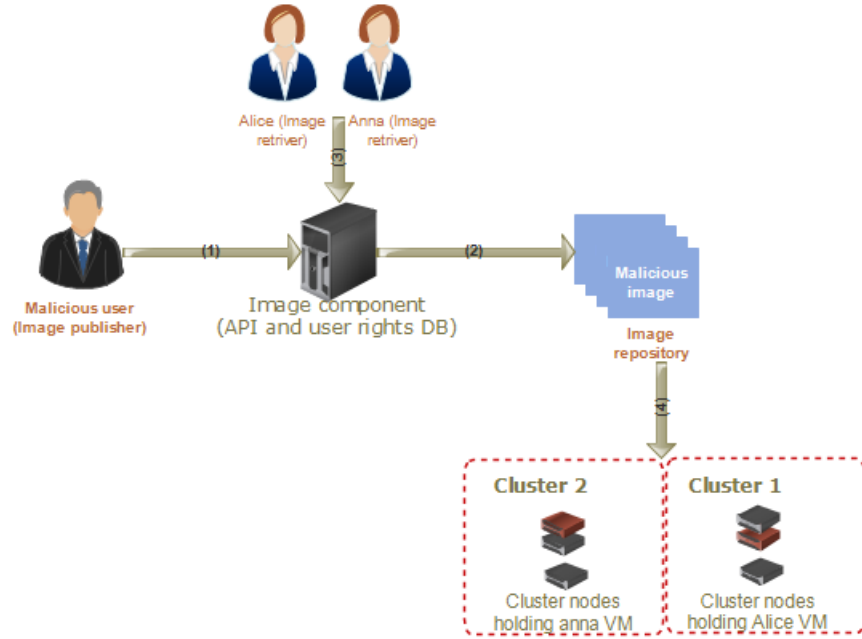 Alice (Image
retriver)
Anna (Image
retriver)
(3)
(1)
(2)
Malicious user
(Image publisher)
Image component
(API and user rights DB)
Malicious
image
Image
repository
(4)
Cluster 2
Cluster 1
Cluster nodes
holding anna VM
Cluster nodes
holding Alice VM